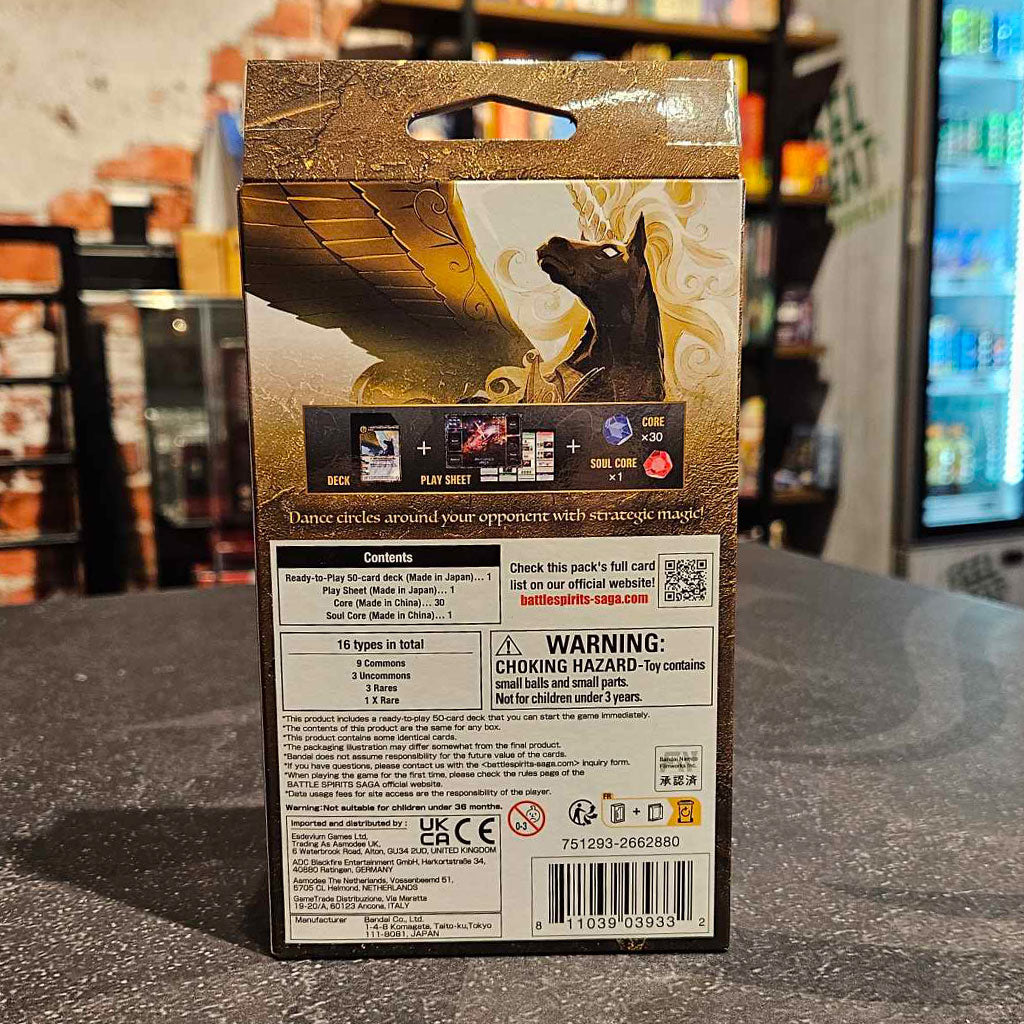 DECK
+
PLAY SHEET
+
CORE
×30
SOUL CORE
×1
Dance circles around your opponent with strategic magic!
Contents
Ready-to-Play 50-card deck (Made in Japan)... 1
Play Sheet (Made in Japan)... 1
Core (Made in China)... 30
Soul Core (Made in China)... 1
Check this pack's full card
list on our official website!
battlespirits-saga.com
16 types in total
9 Commons
3 Uncommons
3 Rares
1 X Rare
WARNING:
CHOKING HAZARD-Toy contains
small balls and small parts.
Not for children under 3 years.
*This product includes a ready-to-play 50-card deck that you can start the game immediately.
*The contents of this product are the same for any box.
*This product contains some identical cards.
*The packaging illustration may differ somewhat from the final product.
*Bandai does not assume responsibility for the future value of the cards.
*If you have questions, please contact us with the <battlespirits-saga.com> inquiry form.
*When playing the game for the first time, please check the rules page of the
BATTLE SPIRITS SAGA official website.
*Data usage fees for site access are the responsibility of the player.
Bandai Namco
Filmworks Inc.
承認済
Warning:Not suitable for children under 36 months.
Imported and distributed by :
Esdevium Games Ltd,
Trading As Asmodee UK,
6 Waterbrook Road, Alton, GU34 2UD, UNITED KINGDOM
ADC Blackfire Entertainment GmbH, Harkortstraße 34,
40880 Ratingen, GERMANY
Asmodee The Netherlands, Vossenbeemd 51,
5705 CL Helmond, NETHERLANDS
GameTrade Distribuzione, Via Maratta
19-20/A, 60123 Ancona, ITALY
Manufacturer Bandai Co., Ltd.
1-4-8 Komagata, Taito-ku,Tokyo
111-8081, JAPAN
UK
CA CE
0-3
FR
+
751293-2662880
8 11039 03933 2